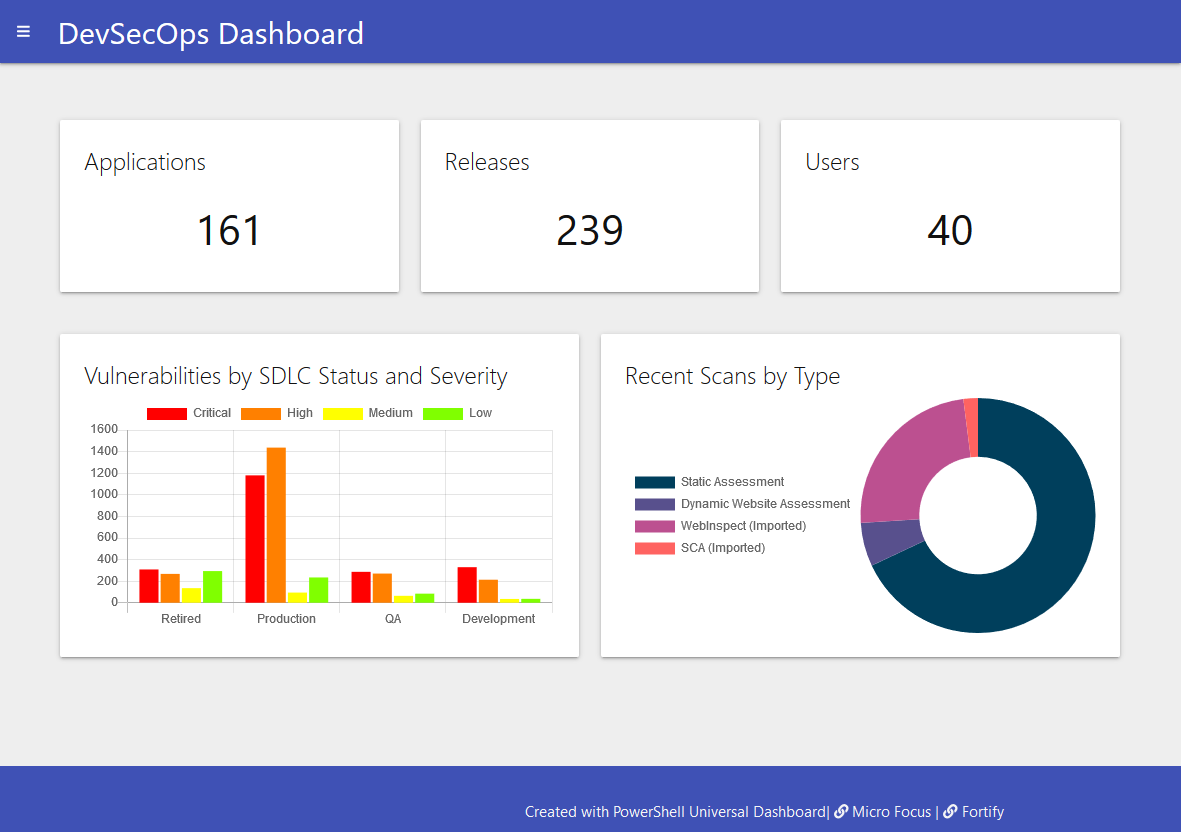 DevSecOps Dashboard
Applications
161
Releases
239
Users
40
Vulnerabilities by SDLC Status and Severity
Critical High Medium Low
1600
1400
1200
1000
800
600
400
200
0
Retired Production QA Development
Recent Scans by Type
Static Assessment
Dynamic Website Assessment
WebInspect (Imported)
SCA (Imported)
Created with PowerShell Universal Dashboard| Micro Focus | Fortify